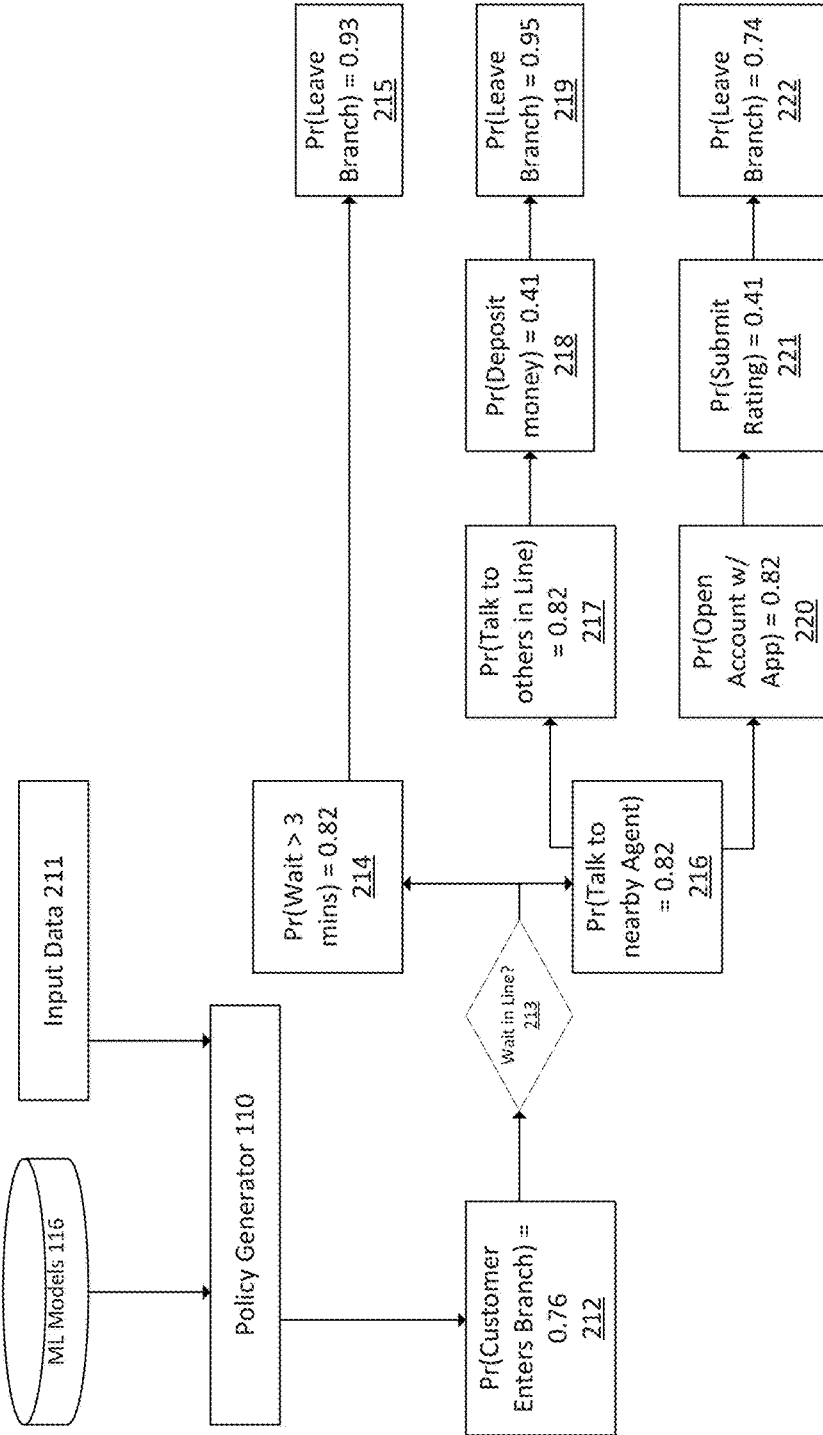 ML Models 116
Input Data 211
Policy Generator 110
Pr(Customer
Enters Branch) =
0.76
212
Wait in Line?
213
Pr(Wait > 3
mins) = 0.82
214
Pr(Leave
Branch) = 0.93
215
Pr(Talk to
nearby Agent)
= 0.82
216
Pr(Talk to
others in Line)
= 0.82
217
Pr(Deposit
money) = 0.41
218
Pr(Leave
Branch) = 0.95
219
Pr(Open
Account w/
App) = 0.82
220
Pr(Submit
Rating) = 0.41
221
Pr(Leave
Branch) = 0.74
222